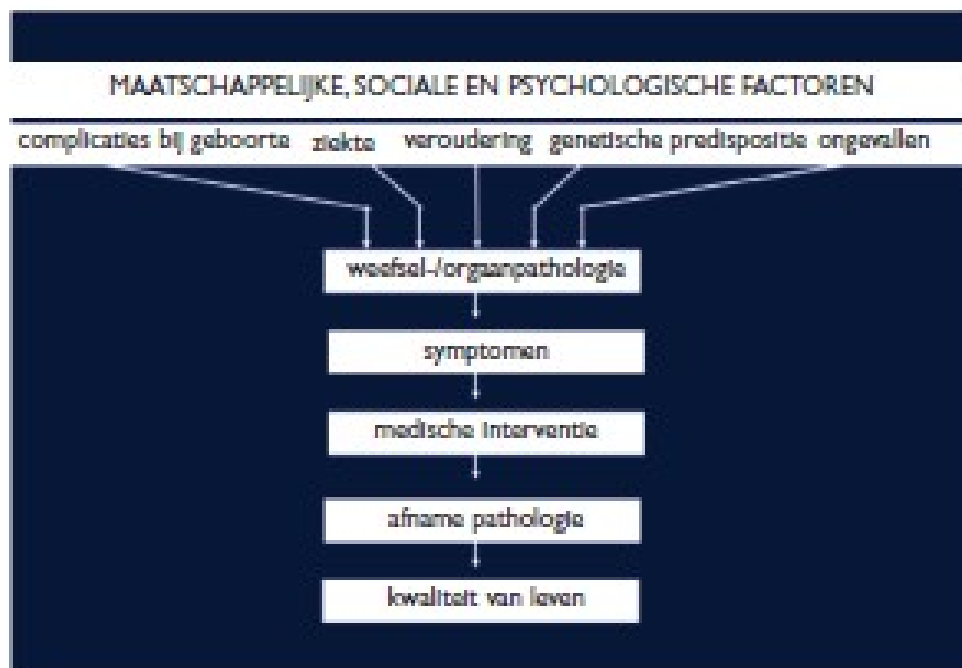 MAATSCHAPPELIJKE, SOCIALE EN PSYCHOLOGISCHE FACTOREN
complicaties bij geboorte ziekte veroudering genetische predispositie ongevallen
weefsel-/orgaanpathologie
symptomen
medische interventie
afname pathologie
kwaliteit van leven